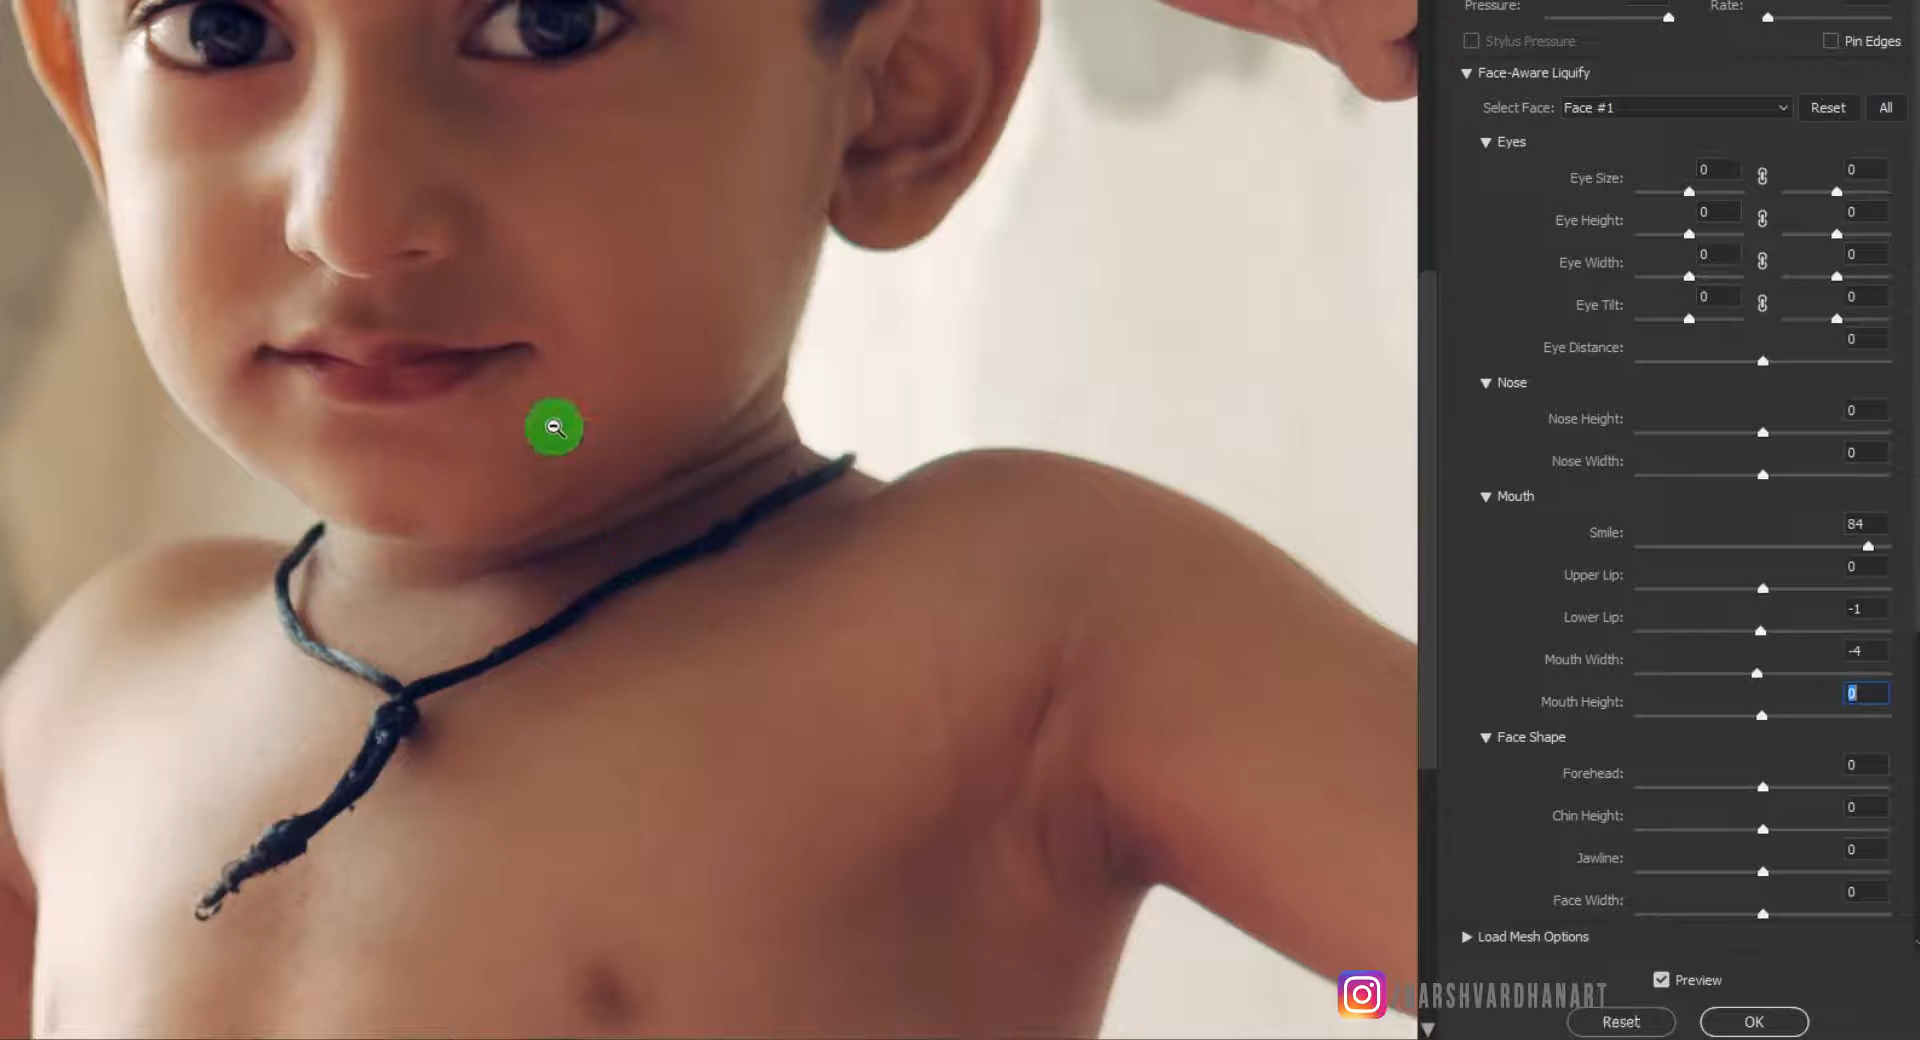 Pressure: Rate:
Stylus Pressure Pin Edges
Face-Aware Liquify
Select Face: Face #1 Reset All
Eyes
Eye Size: 0 0
Eye Height: 0 0
Eye Width: 0 0
Eye Tilt: 0 0
Eye Distance: 0
Nose
Nose Height: 0
Nose Width: 0
Mouth
Smile: 84
Upper Lip: 0
Lower Lip: -1
Mouth Width: -4
Mouth Height: 0
Face Shape
Forehead: 0
Chin Height: 0
Jawline: 0
Face Width: 0
Load Mesh Options
Preview
/HARSHVARDHANART
Reset OK